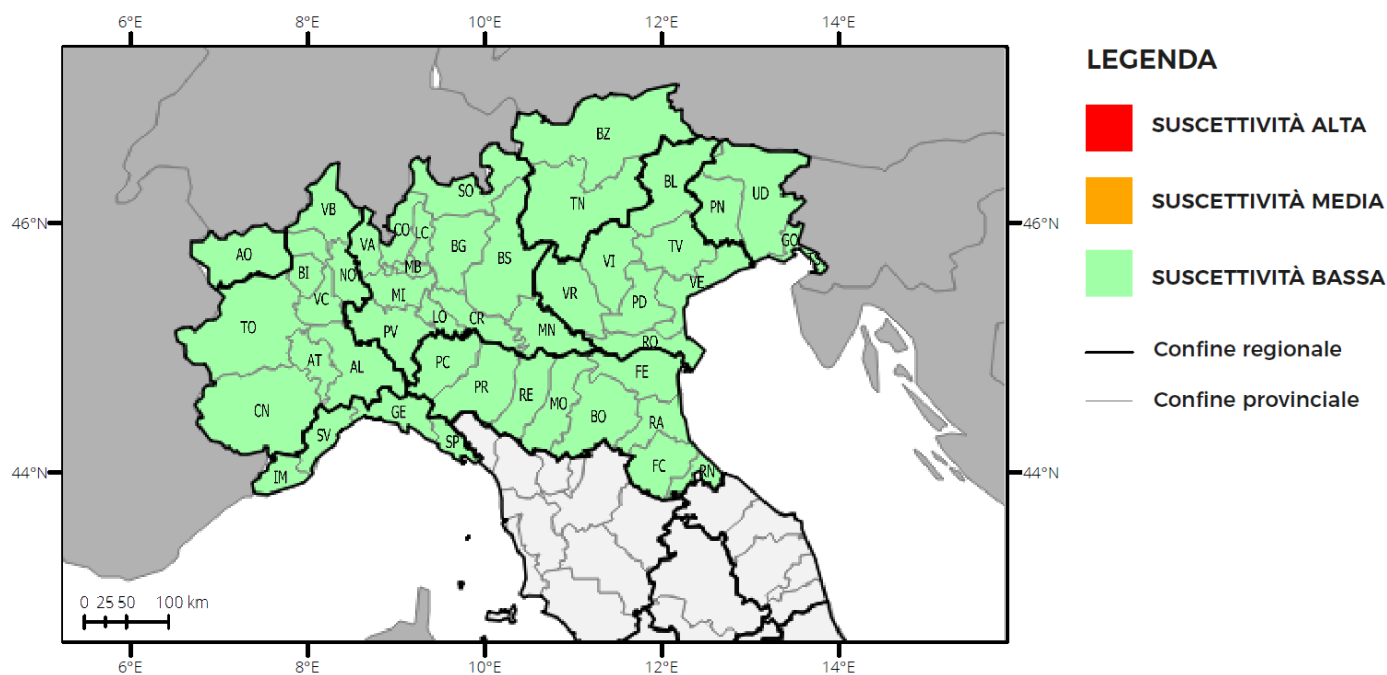 6°E 8°E 10°E 12°E 14°E
LEGENDA
SUSCETTIVITÀ ALTA
SUSCETTIVITÀ MEDIA
SUSCETTIVITÀ BASSA
Confine regionale
Confine provinciale
BZ
SO TN BL PN UD
46°N 46°N
VB
AO VA CO LC BG BS VI TV GO
BI NO MB VE
VC MI VR PD
TO PV LO CR MN RO
AT AL PC PR RE MO BO FE
CN SV GE SP RA
44°N 44°N
IM FC RN
0 25 50 100 km
6°E 8°E 10°E 12°E 14°E